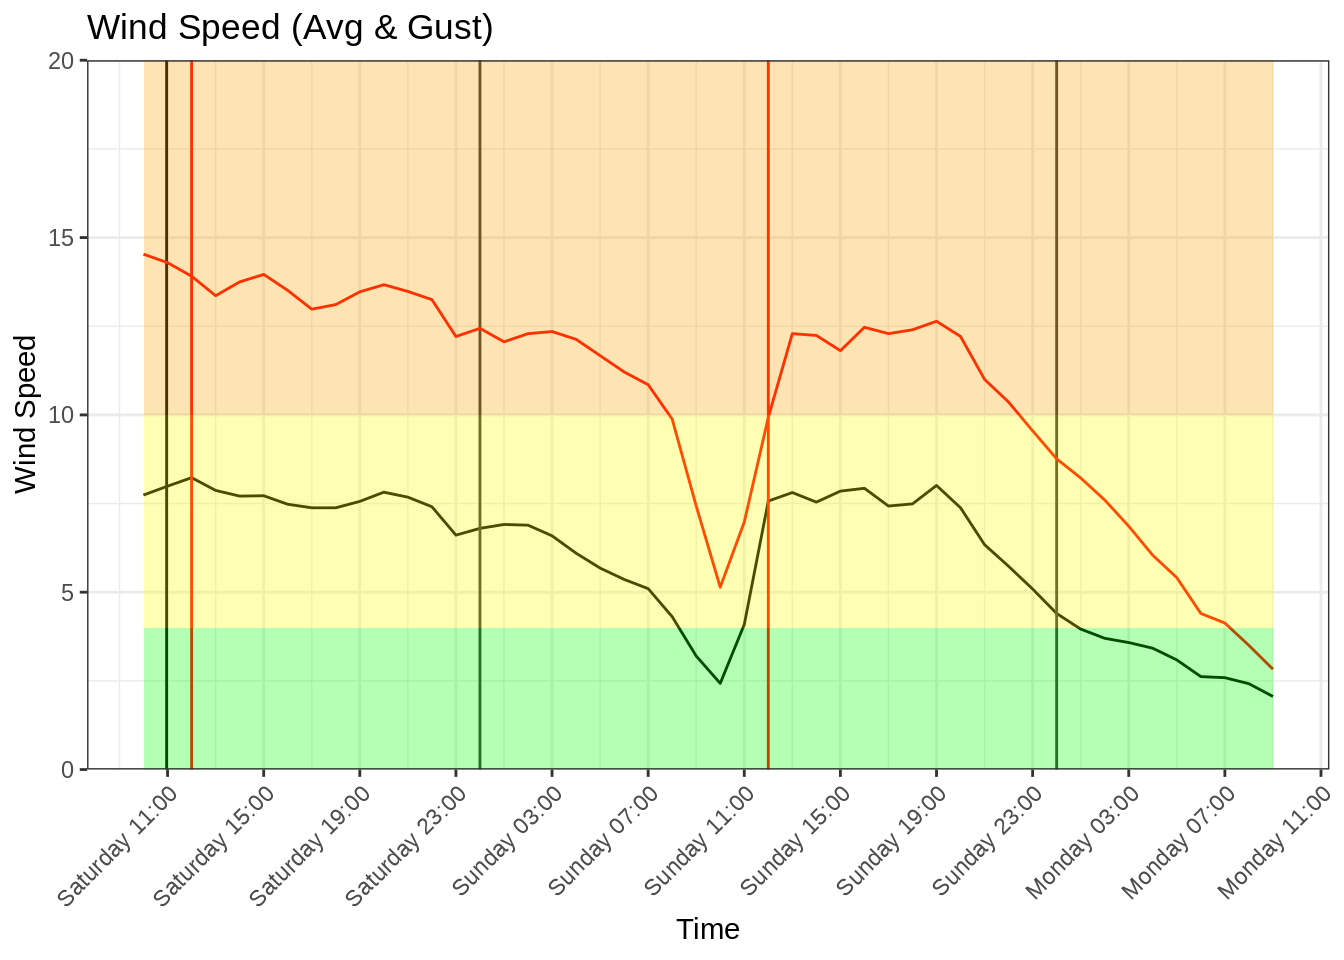 Wind Speed (Avg & Gust)
20
15
10
5
0
Wind Speed
Saturday 11:00
Saturday 15:00
Saturday 19:00
Saturday 23:00
Sunday 03:00
Sunday 07:00
Sunday 11:00
Sunday 15:00
Sunday 19:00
Sunday 23:00
Monday 03:00
Monday 07:00
Monday 11:00
Time